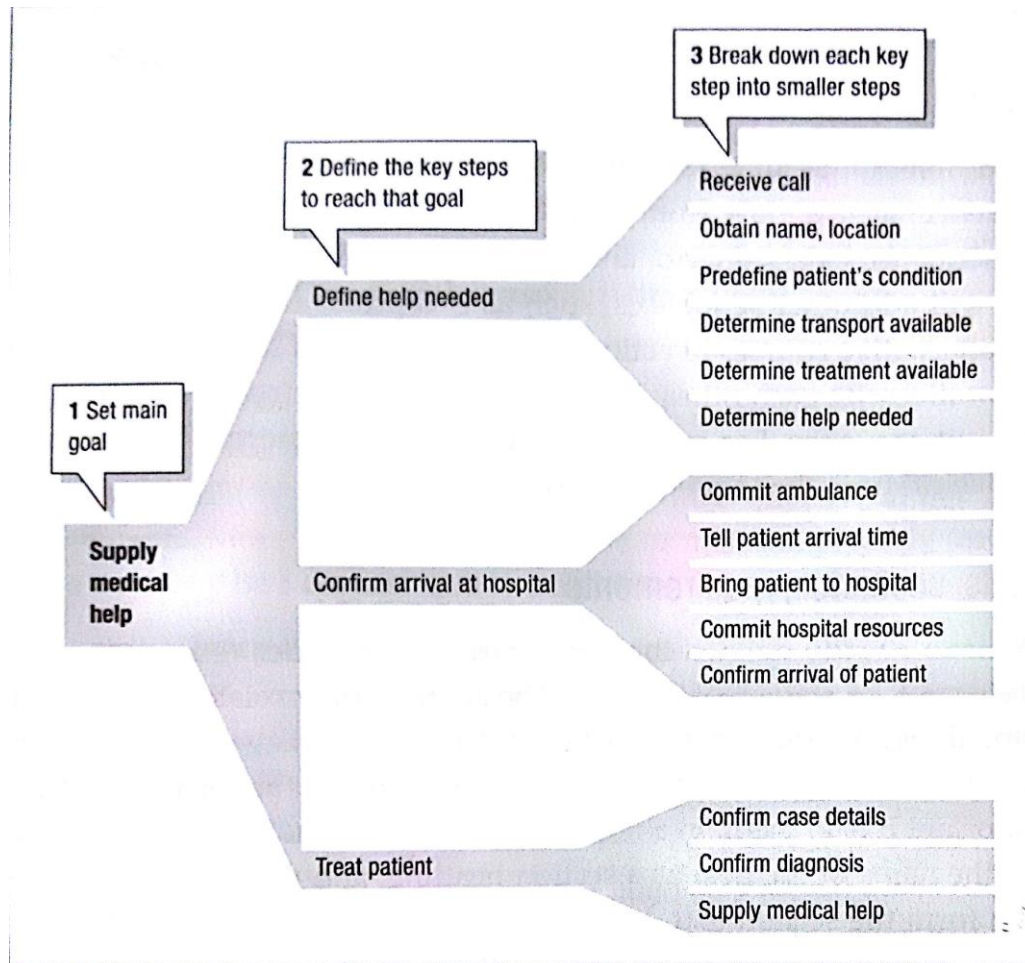 3 Break down each key
step into smaller steps
2 Define the key steps
to reach that goal
Receive call
Obtain name, location
Predefine patient's condition
Define help needed
Determine transport available
Determine treatment available
1 Set main
goal
Determine help needed
Commit ambulance
Tell patient arrival time
Supply
medical
help
Confirm arrival at hospital
Bring patient to hospital
Commit hospital resources
Confirm arrival of patient
Confirm case details
Treat patient
Confirm diagnosis
Supply medical help